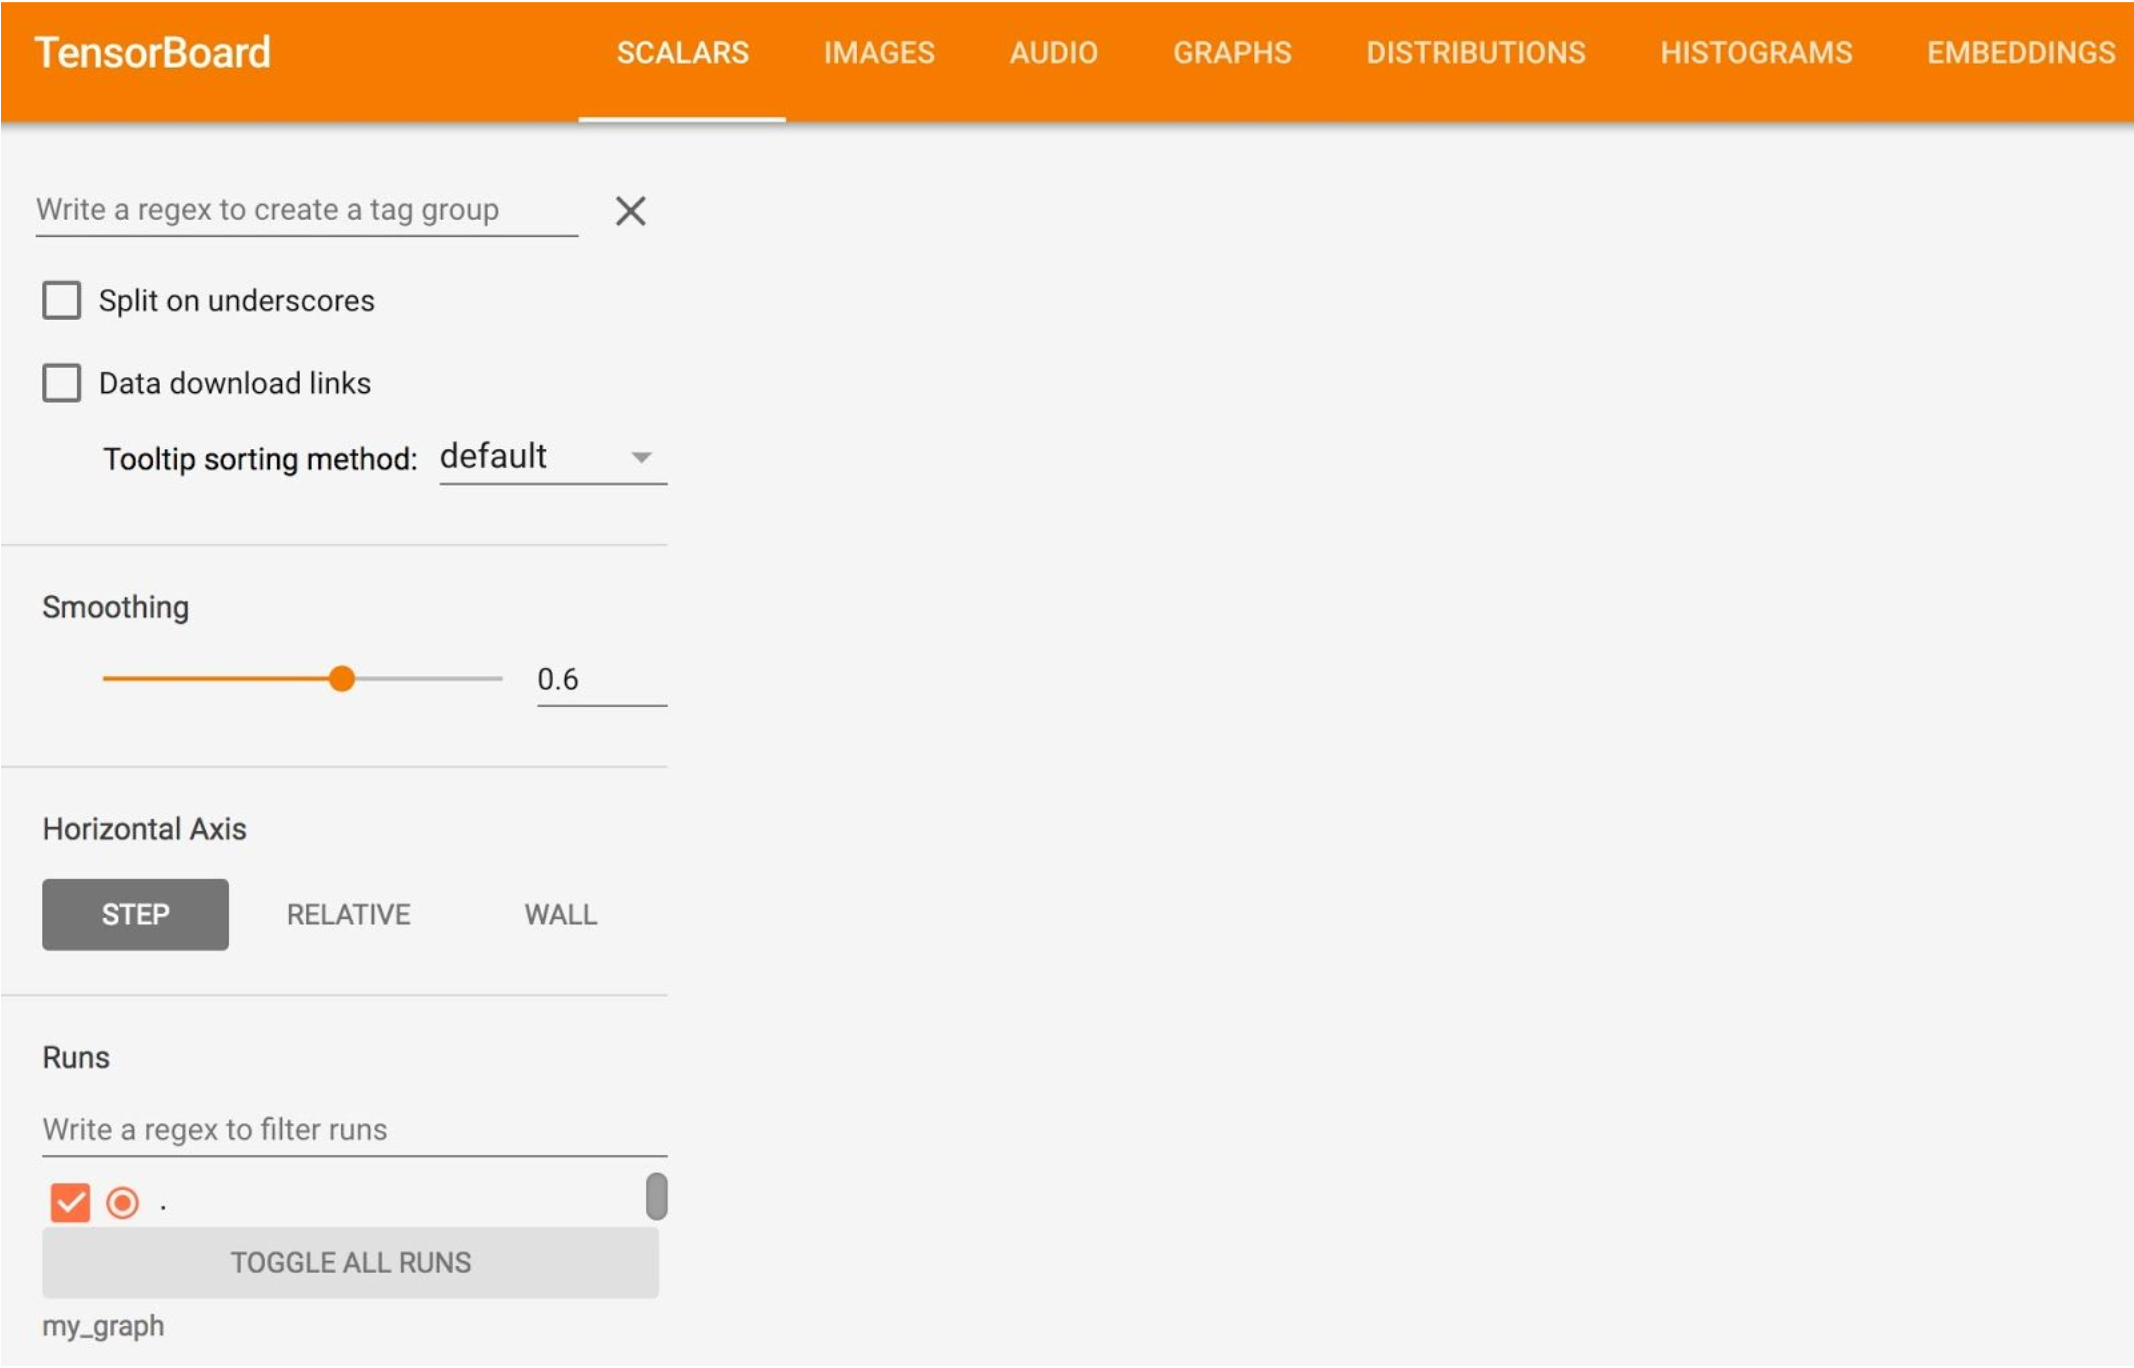 TensorBoard SCALARS IMAGES AUDIO GRAPHS DISTRIBUTIONS HISTOGRAMS EMBEDDINGS
Write a regex to create a tag group
Split on underscores
Data download links
Tooltip sorting method: default
Smoothing
0.6
Horizontal Axis
STEP RELATIVE WALL
Runs
Write a regex to filter runs
.
TOGGLE ALL RUNS
my_graph